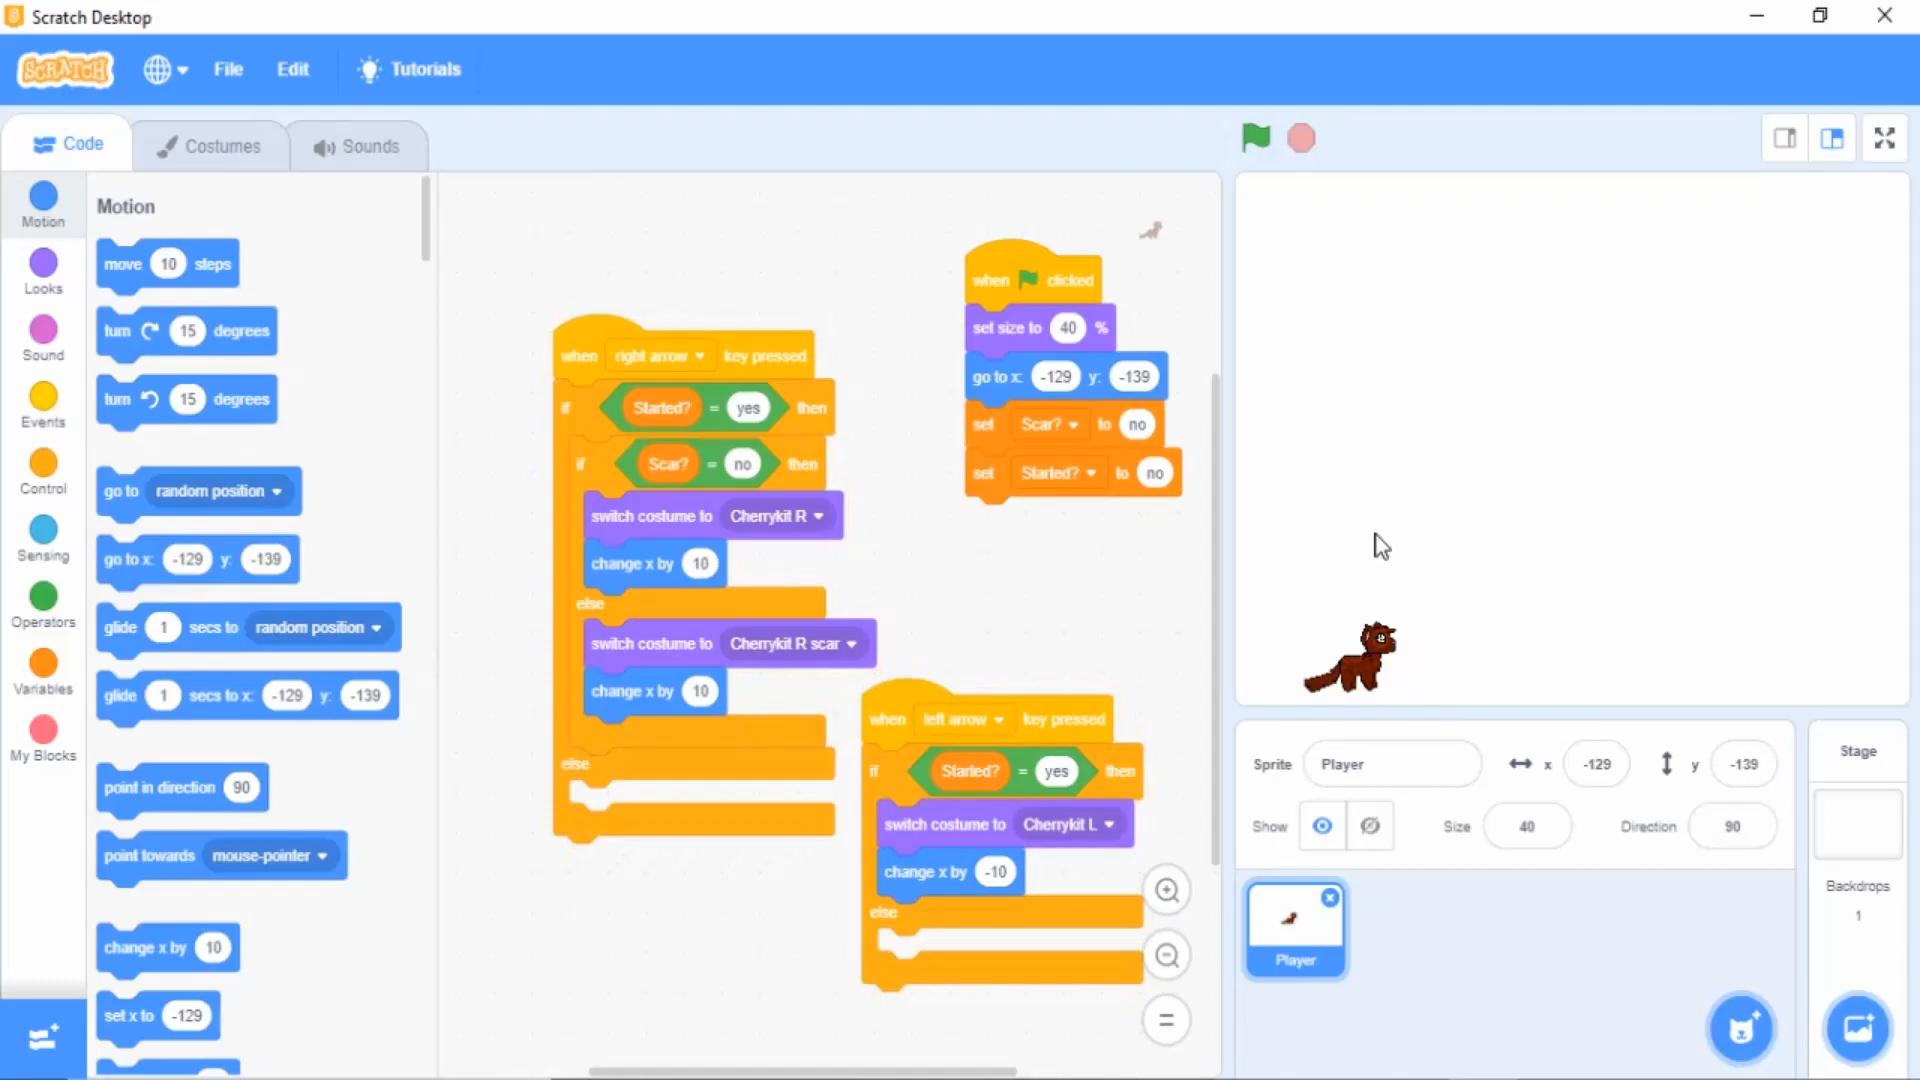 Scratch Desktop
SCRATCH File Edit Tutorials
Code Costumes Sounds
Motion
Looks
Sound
Events
Control
Sensing
Operators
Variables
My Blocks
Motion
move 10 steps
turn 15 degrees
turn 15 degrees
go to random position
go to x: -129 y: -139
glide 1 secs to random position
glide 1 secs to x: -129 y: -139
point in direction 90
point towards mouse-pointer
change x by 10
set x to -129
when right arrow key pressed
if Started? = yes then
if Scar? = no then
switch costume to Cherrykit R
change x by 10
else
switch costume to Cherrykit R scar
change x by 10
else
when clicked
set size to 40 %
go to x: -129 y: -139
set Scar? to no
set Started? to no
when left arrow key pressed
if Started? = yes then
switch costume to Cherrykit L
change x by -10
else
Sprite Player x -129 y -139
Show Size 40 Direction 90
Player
Stage
Backdrops
1